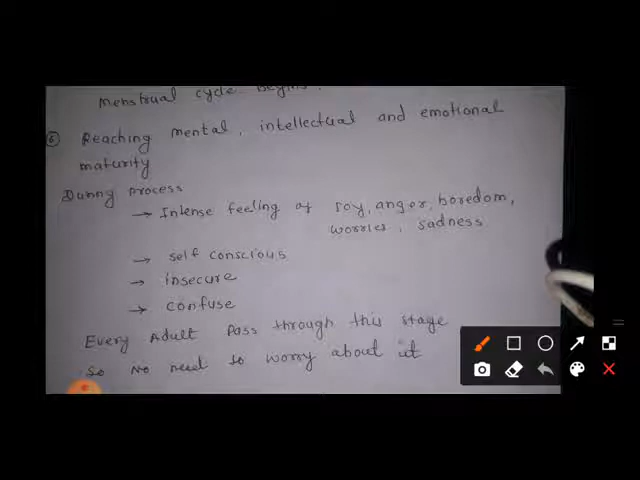 menstrual cycle begins.
⑥ Reaching mental, intellectual and emotional
maturity
During process
→ Intense feeling of Joy, anger, boredom,
worries, sadness
→ self conscious
→ insecure
→ confuse
Every Adult Pass through this stage
So No need to worry about it